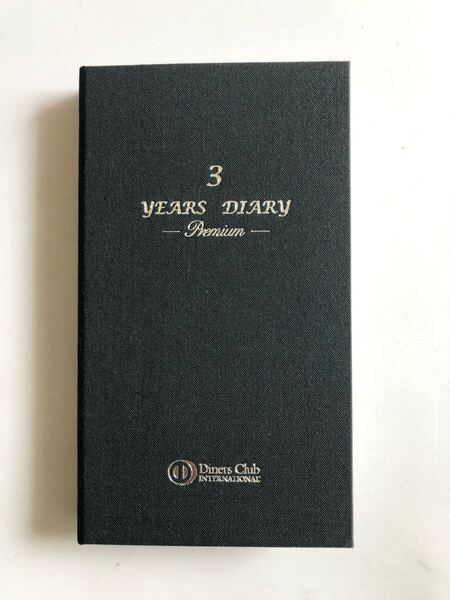 3
YEARS DIARY
— Premium —
Diners Club
INTERNATIONAL®